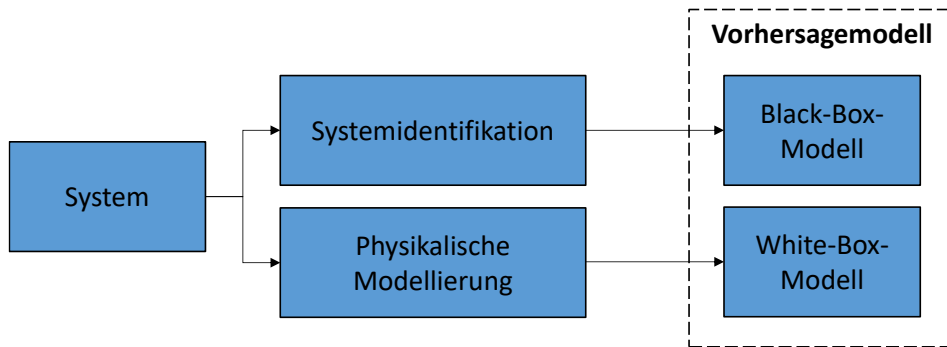 Vorhersagemodell
System
Systemidentifikation
Black-Box-
Modell
Physikalische
Modellierung
White-Box-
Modell